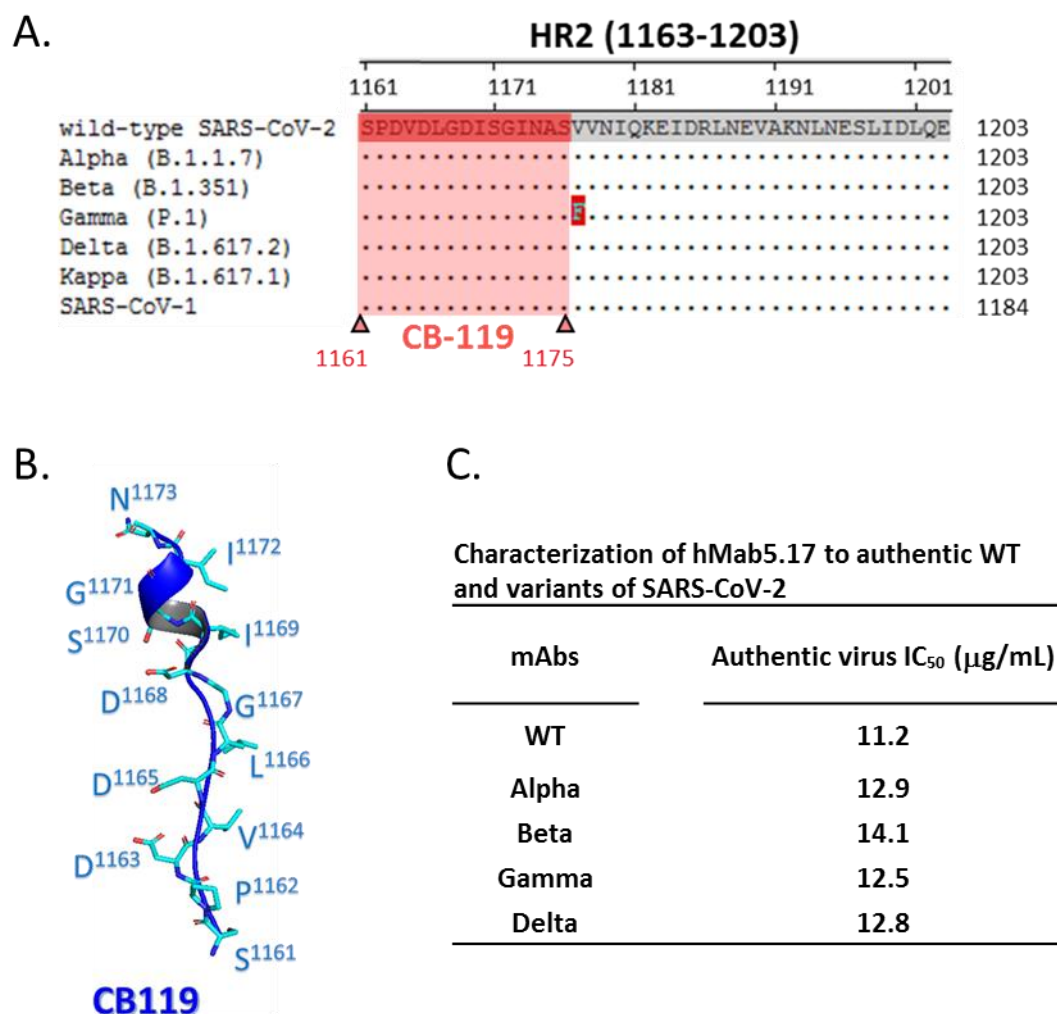 A.
HR2 (1163-1203)
1161 1171 1181 1191 1201
wild-type SARS-CoV-2 SPDVDLGDISGINASVVNIQKEIDRLNEVAKNLNESLIDLQE 1203
Alpha (B.1.1.7) .......................................... 1203
Beta (B.1.351) .......................................... 1203
Gamma (P.1) ...............F.......................... 1203
Delta (B.1.617.2) .......................................... 1203
Kappa (B.1.617.1) .......................................... 1203
SARS-CoV-1 .......................................... 1184
CB-119
1161 1175
B.
N1173
I1172
G1171
S1170
I1169
D1168
G1167
L1166
D1165
V1164
D1163
P1162
S1161
CB119
C.
Characterization of hMab5.17 to authentic WT
and variants of SARS-CoV-2
mAbs Authentic virus IC50 (μg/mL)
WT 11.2
Alpha 12.9
Beta 14.1
Gamma 12.5
Delta 12.8